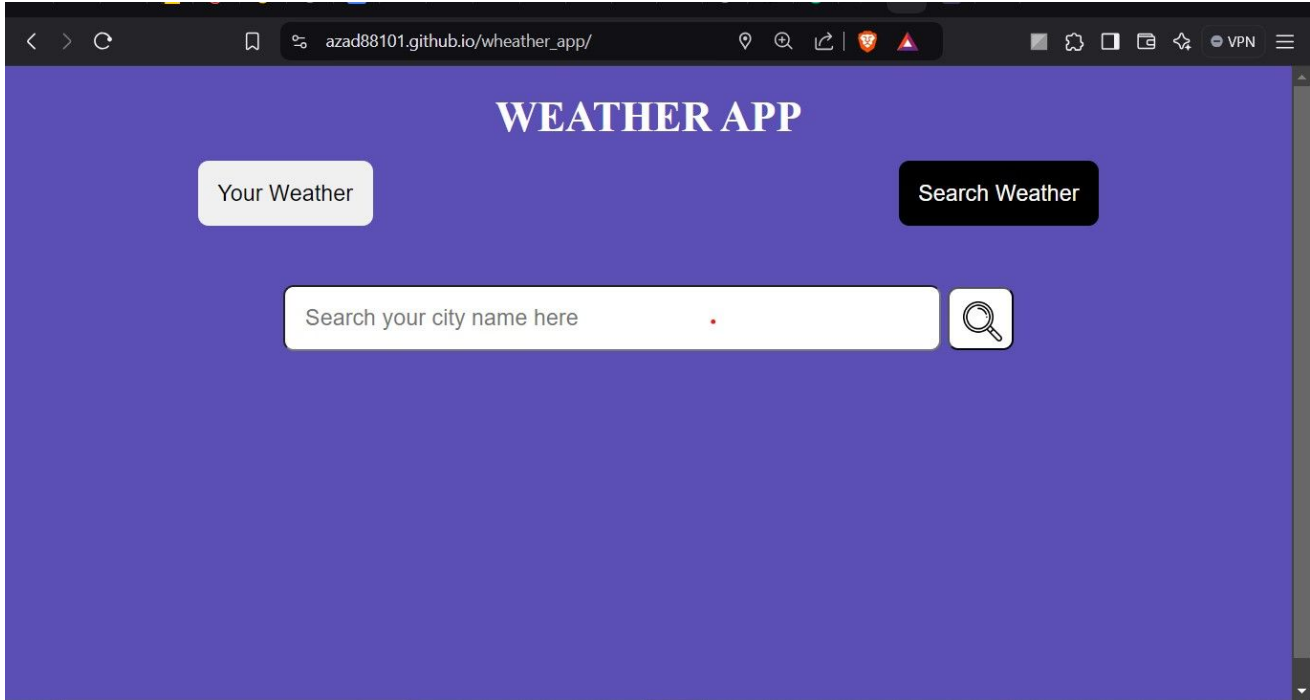 azad88101.github.io/wheather_app/
VPN
WEATHER APP
Your Weather
Search Weather
Search your city name here